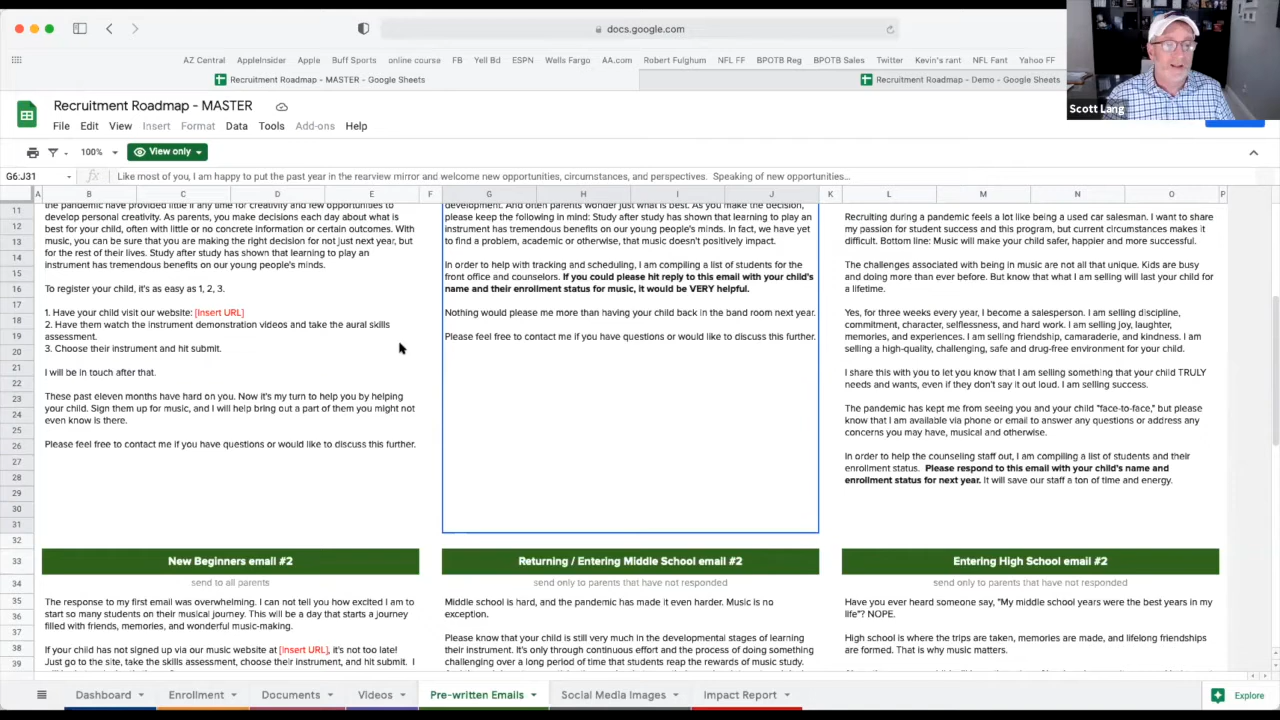 docs.google.com
AZ Central AppleInsider Apple Buff Sports online course FB Yell Bd ESPN Wells Fargo AA.com Robert Fulghum NFL FF BPOTB Reg BPOTB Sales Twitter Kevin's rant NFL Fant Yahoo FF
Recruitment Roadmap - MASTER - Google Sheets
Recruitment Roadmap - Demo - Google Sheets
Scott Lang
Recruitment Roadmap - MASTER
File Edit View Insert Format Data Tools Add-ons Help
100% View only
G6:J31 fx Like most of you, I am happy to put the past year in the rearview mirror and welcome new opportunities, circumstances, and perspectives. Speaking of new opportunities...
A B C D E F G H I J K L M N O P
11
12
13
14
15
16
17
18
19
20
21
22
23
24
25
26
27
28
29
30
31
32
33
34
35
36
37
38
39
the pandemic have provided little if any time for creativity and few opportunities to
develop personal creativity. As parents, you make decisions each day about what is
best for your child, often with little or no concrete information or certain outcomes. With
music, you can be sure that you are making the right decision for not just next year, but
for the rest of their lives. Study after study has shown that learning to play an
instrument has tremendous benefits on our young people's minds.
To register your child, it's as easy as 1, 2, 3.
1. Have your child visit our website: [Insert URL]
2. Have them watch the instrument demonstration videos and take the aural skills
assessment.
3. Choose their instrument and hit submit.
I will be in touch after that.
These past eleven months have hard on you. Now it's my turn to help you by helping
your child. Sign them up for music, and I will help bring out a part of them you might not
even know is there.
Please feel free to contact me if you have questions or would like to discuss this further.
development. And often parents wonder just what is best. As you make the decision,
please keep the following in mind: Study after study has shown that learning to play an
instrument has tremendous benefits on our young people's minds. In fact, we have yet
to find a problem, academic or otherwise, that music doesn't positively impact.
In order to help with tracking and scheduling, I am compiling a list of students for the
front office and counselors. If you could please hit reply to this email with your child's
name and their enrollment status for music, it would be VERY helpful.
Nothing would please me more than having your child back in the band room next year.
Please feel free to contact me if you have questions or would like to discuss this further.
Recruiting during a pandemic feels a lot like being a used car salesman. I want to share
my passion for student success and this program, but current circumstances makes it
difficult. Bottom line: Music will make your child safer, happier and more successful.
The challenges associated with being in music are not all that unique. Kids are busy
and doing more than ever before. But know that what I am selling will last your child for
a lifetime.
Yes, for three weeks every year, I become a salesperson. I am selling discipline,
commitment, character, selflessness, and hard work. I am selling joy, laughter,
memories, and experiences. I am selling friendship, camaraderie, and kindness. I am
selling a high-quality, challenging, safe and drug-free environment for your child.
I share this with you to let you know that I am selling something that your child TRULY
needs and wants, even if they don't say it out loud. I am selling success.
The pandemic has kept me from seeing you and your child "face-to-face," but please
know that I am available via phone or email to answer any questions or address any
concerns you may have, musical and otherwise.
In order to help the counseling staff out, I am compiling a list of students and their
enrollment status. Please respond to this email with your child's name and
enrollment status for next year. It will save our staff a ton of time and energy.
New Beginners email #2
send to all parents
The response to my first email was overwhelming. I can not tell you how excited I am to
start so many students on their musical journey. This will be a day that starts a journey
filled with friends, memories, and wonderful music-making.
If your child has not signed up via our music website at [Insert URL], it's not too late!
Just go to the site, take the skills assessment, choose their instrument, and hit submit. I
Returning / Entering Middle School email #2
send only to parents that have not responded
Middle school is hard, and the pandemic has made it even harder. Music is no
exception.
Please know that your child is still very much in the developmental stages of learning
their instrument. It's only through continuous effort and the process of doing something
challenging over a long period of time that students reap the rewards of music study.
Entering High School email #2
send only to parents that have not responded
Have you ever heard someone say, "My middle school years were the best years in my
life"? NOPE.
High school is where the trips are taken, memories are made, and lifelong friendships
are formed. That is why music matters.
Dashboard Enrollment Documents Videos Pre-written Emails Social Media Images Impact Report Explore